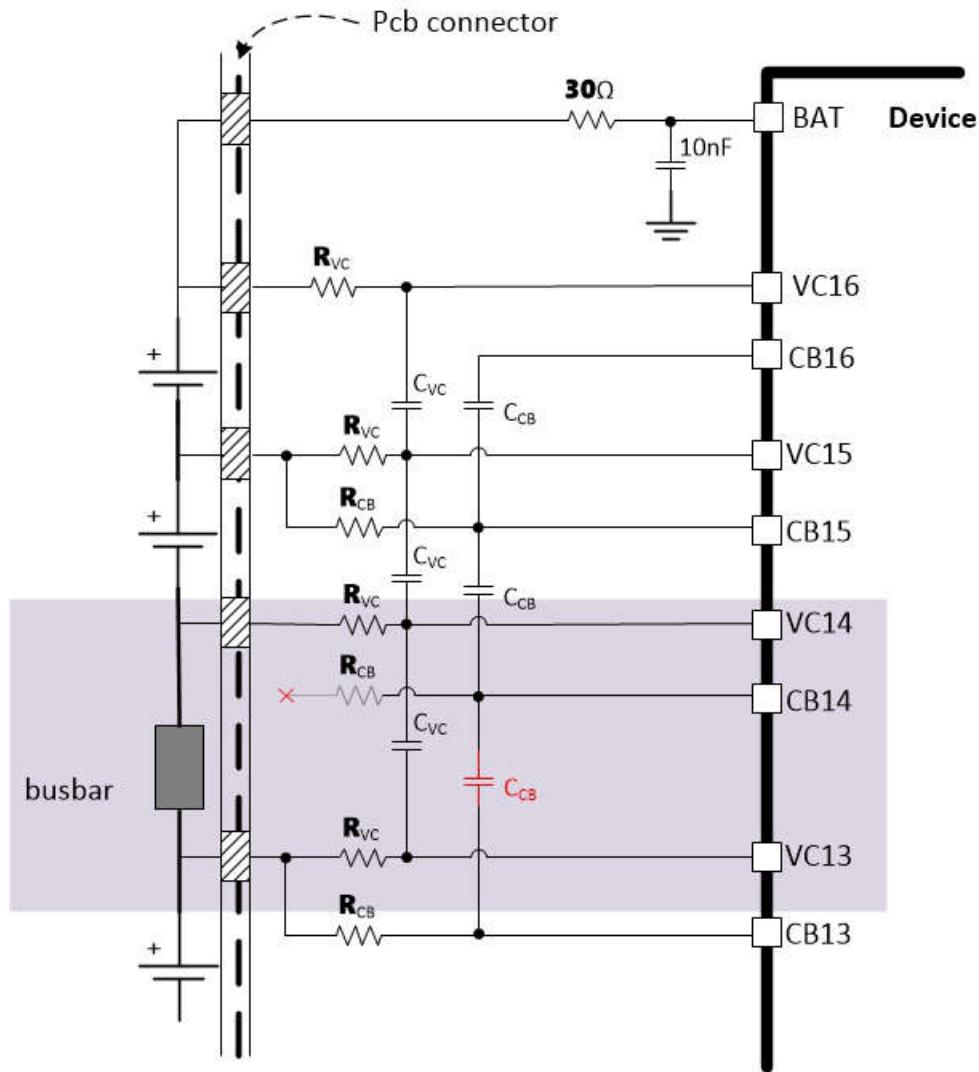 Pcb connector
30Ω
BAT
Device
10nF
RVC
VC16
CB16
CVC
CCB
RVC
VC15
RCB
CB15
CVC
CCB
RVC
VC14
RCB
CB14
CVC
CCB
busbar
RVC
VC13
RCB
CB13
+
+
+